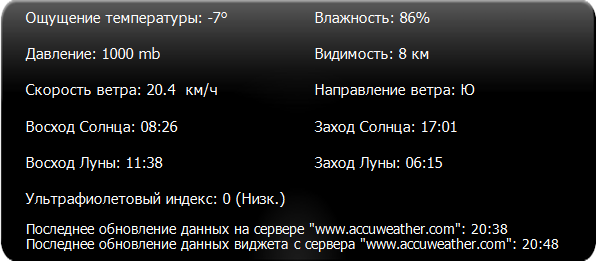 Ощущение температуры: -7° Влажность: 86%
Давление: 1000 mb Видимость: 8 км
Скорость ветра: 20.4 км/ч Направление ветра: Ю
Восход Солнца: 08:26 Заход Солнца: 17:01
Восход Луны: 11:38 Заход Луны: 06:15
Ультрафиолетовый индекс: 0 (Низк.)
Последнее обновление данных на сервере "www.accuweather.com": 20:38
Последнее обновление данных виджета с сервера "www.accuweather.com": 20:48